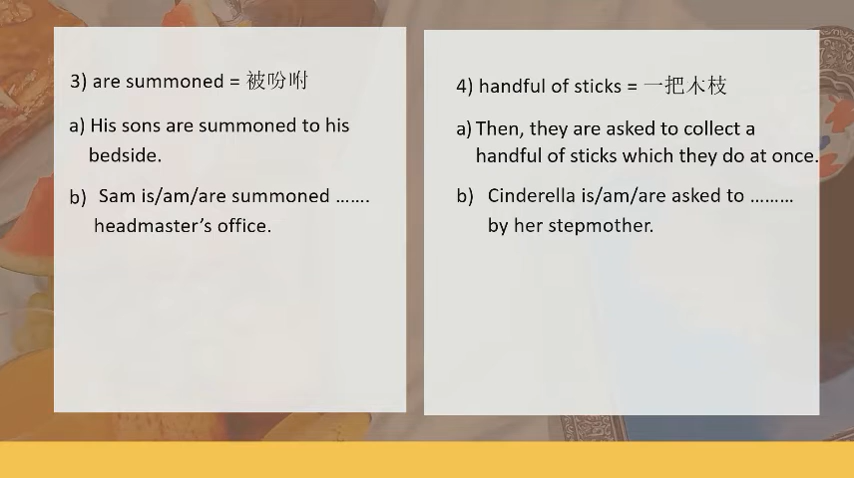 3) are summoned = 被吩咐
a) His sons are summoned to his
bedside.
b) Sam is/am/are summoned .......
headmaster’s office.
4) handful of sticks = 一把木枝
a) Then, they are asked to collect a
handful of sticks which they do at once.
b) Cinderella is/am/are asked to .........
by her stepmother.